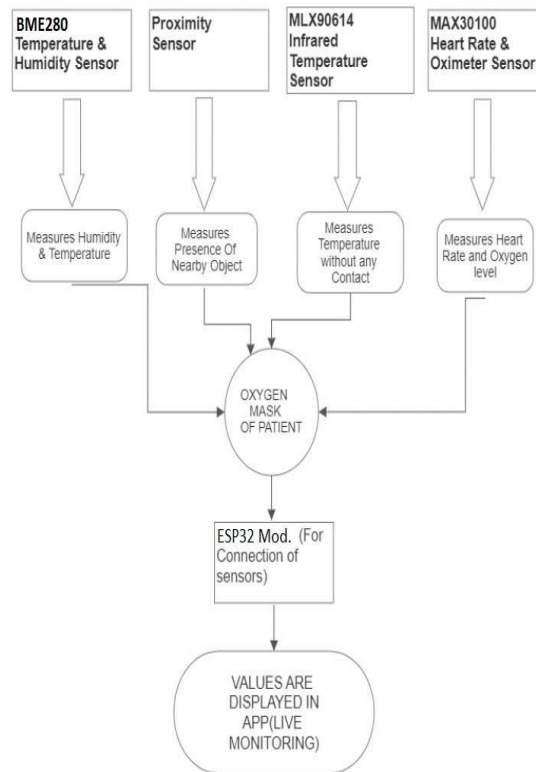 BME280
Temperature &
Humidity Sensor
Proximity
Sensor
MLX90614
Infrared
Temperature
Sensor
MAX30100
Heart Rate &
Oximeter Sensor
Measures Humidity
& Temperature
Measures
Presence Of
Nearby Object
Measures
Temperature
without any
Contact
Measures Heart
Rate and Oxygen
level
OXYGEN
MASK
OF PATIENT
ESP32 Mod. (For
Connection of
sensors)
VALUES ARE
DISPLAYED IN
APP(LIVE
MONITORING)